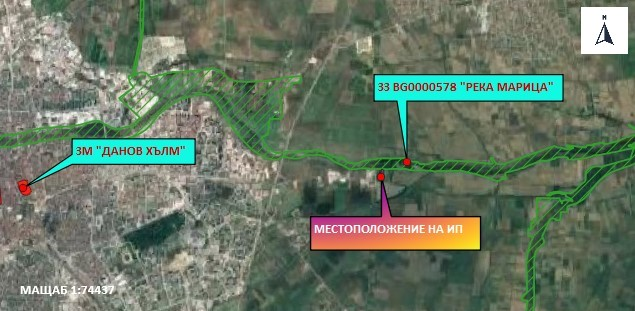 N
33 BG0000578 "РЕКА МАРИЦА"
ЗМ "ДАНОВ ХЪЛМ"
МЕСТОПОЛОЖЕНИЕ НА ИП
МАЩАБ 1:74437